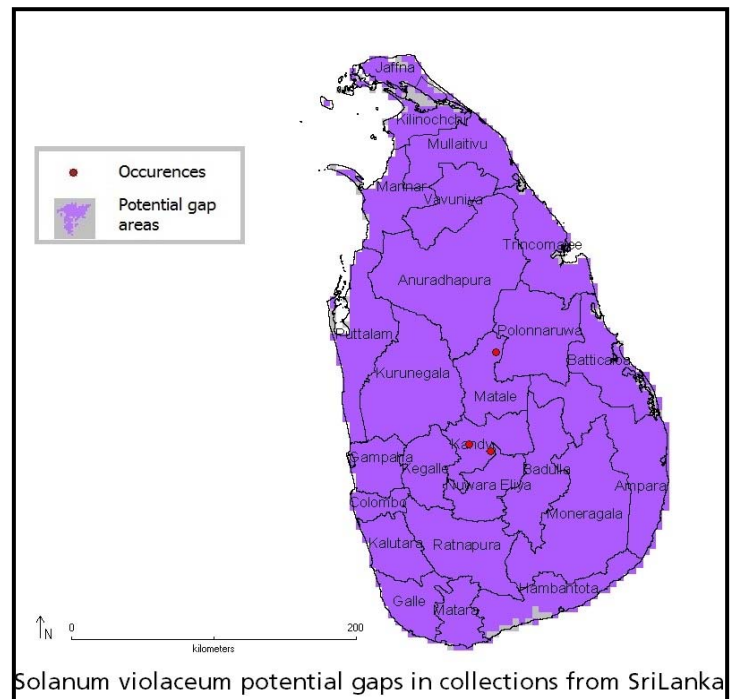 Occurences
Potential gap
areas
Jaffna
Kilinochchi
Mullaitivu
Mannar
Vavuniya
Trincomalee
Anuradhapura
Polonnaruwa
Puttalam
Batticaloa
Kurunegala
Matale
Kandy
Gampaha
Kegalle
Badulla
Nuwara Eliya
Ampara
Colombo
Moneragala
Kalutara
Ratnapura
Hambantota
Galle
Matara
N
0
200
kilometers
Solanum violaceum potential gaps in collections from SriLanka